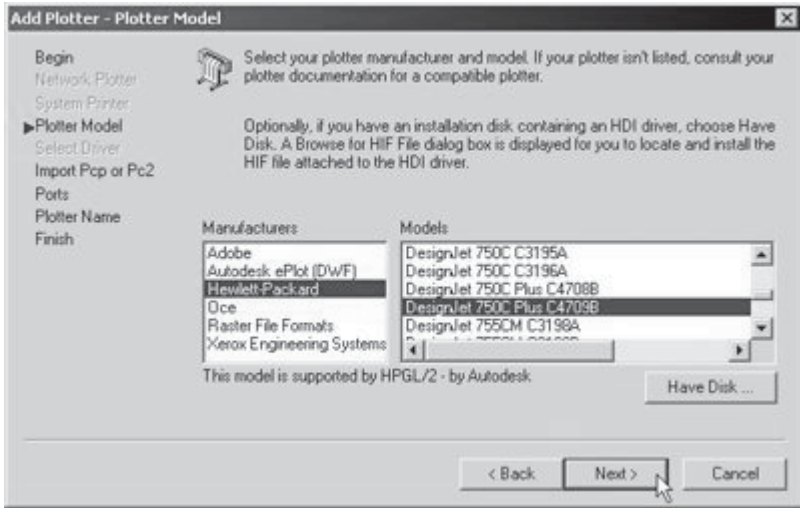 Add Plotter - Plotter Model
Begin
Network Plotter
System Printer
Plotter Model
Select Driver
Import Pcp or Pc2
Ports
Plotter Name
Finish
Select your plotter manufacturer and model. If your plotter isn't listed, consult your
plotter documentation for a compatible plotter.
Optionally, if you have an installation disk containing an HDI driver, choose Have
Disk. A Browse for HIF File dialog box is displayed for you to locate and install the
HIF file attached to the HDI driver.
Manufacturers
Adobe
Autodesk ePlot (DWF)
Hewlett-Packard
Oce
Raster File Formats
Xerox Engineering Systems
Models
DesignJet 750C C3195A
DesignJet 750C C3196A
DesignJet 750C Plus C4708B
DesignJet 750C Plus C4709B
DesignJet 755CM C3198A
This model is supported by HPGL/2 - by Autodesk
Have Disk ...
< Back
Next >
Cancel